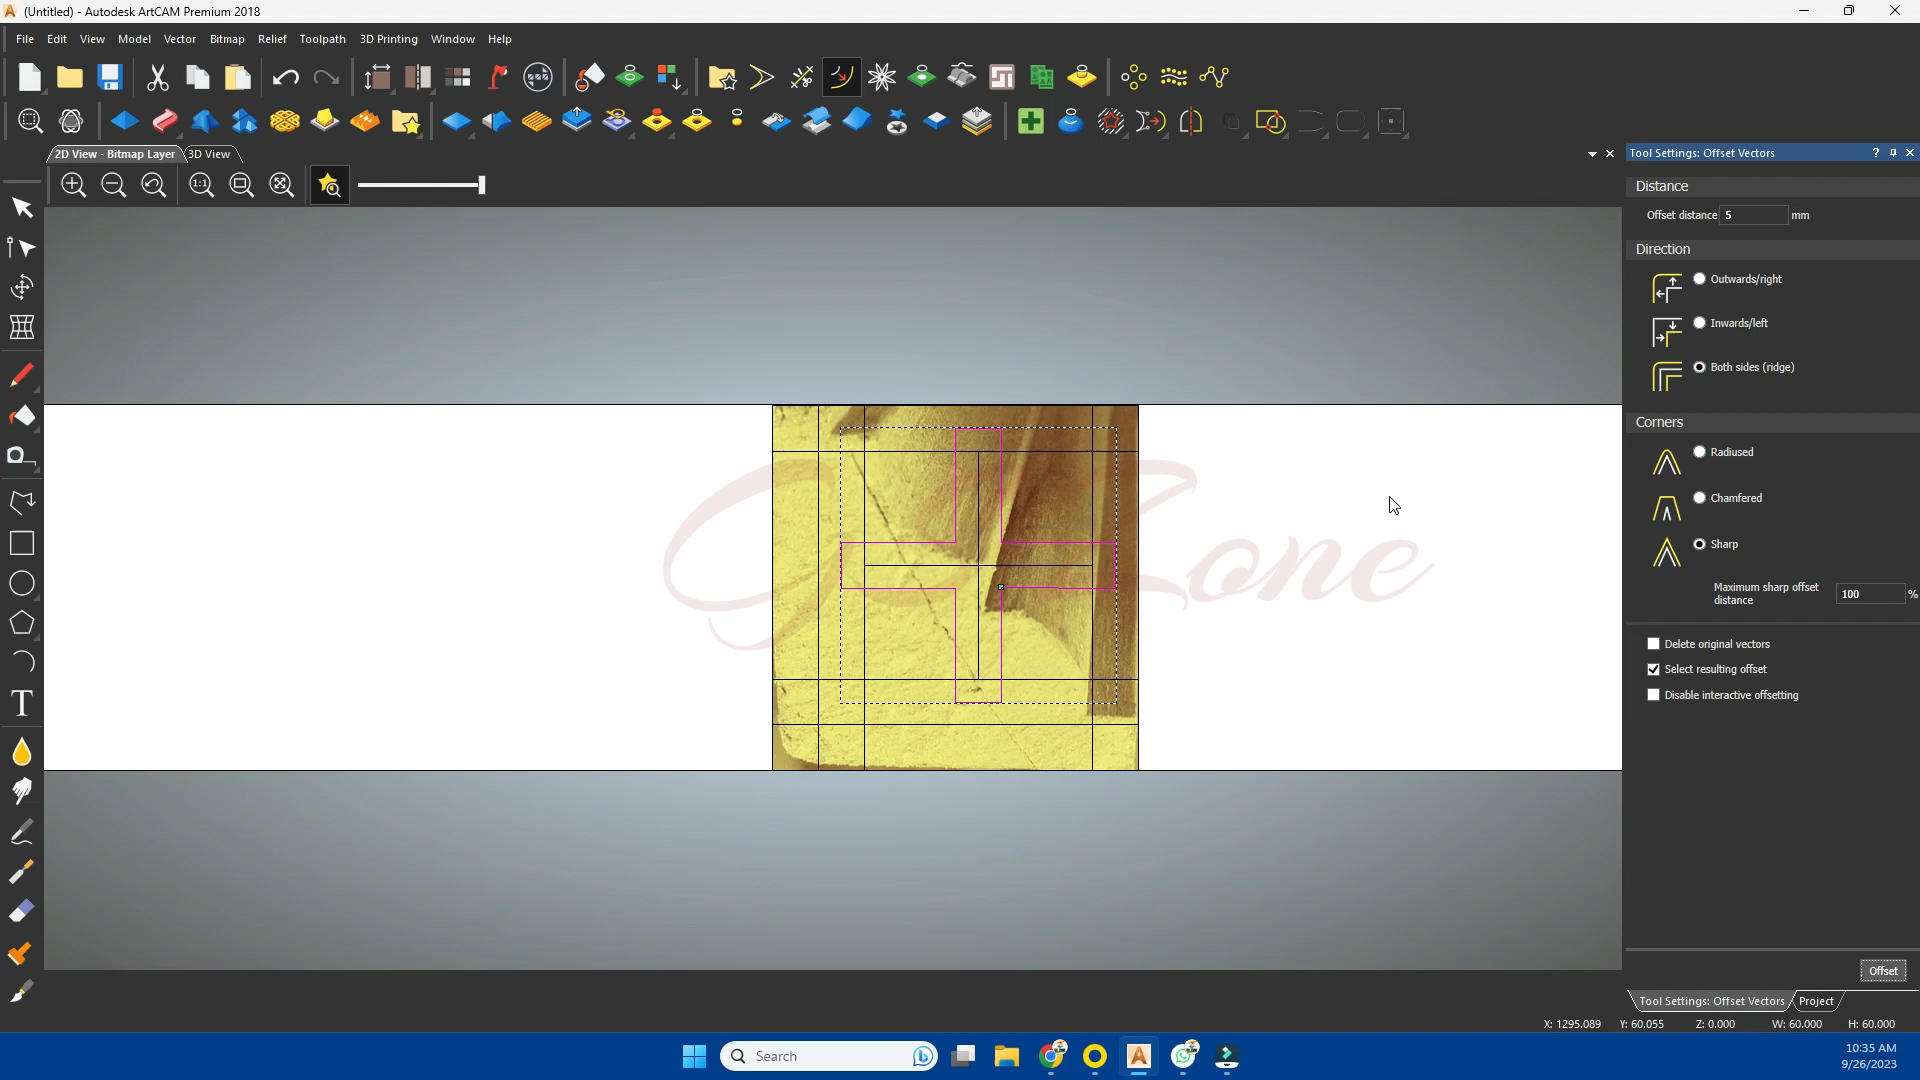 (Untitled) - Autodesk ArtCAM Premium 2018
File Edit View Model Vector Bitmap Relief Toolpath 3D Printing Window Help
2D View - Bitmap Layer 3D View
1:1
Tool Settings: Offset Vectors
Distance
Offset distance 5 mm
Direction
Outwards/right
Inwards/left
Both sides (ridge)
Corners
Radiused
Chamfered
Sharp
Maximum sharp offset
distance
100 %
Delete original vectors
Select resulting offset
Disable interactive offsetting
Zone
T
Offset
Tool Settings: Offset Vectors Project
X: 1295.089 Y: 60.055 Z: 0.000 W: 60.000 H: 60.000
Search
10:35 AM
9/26/2023